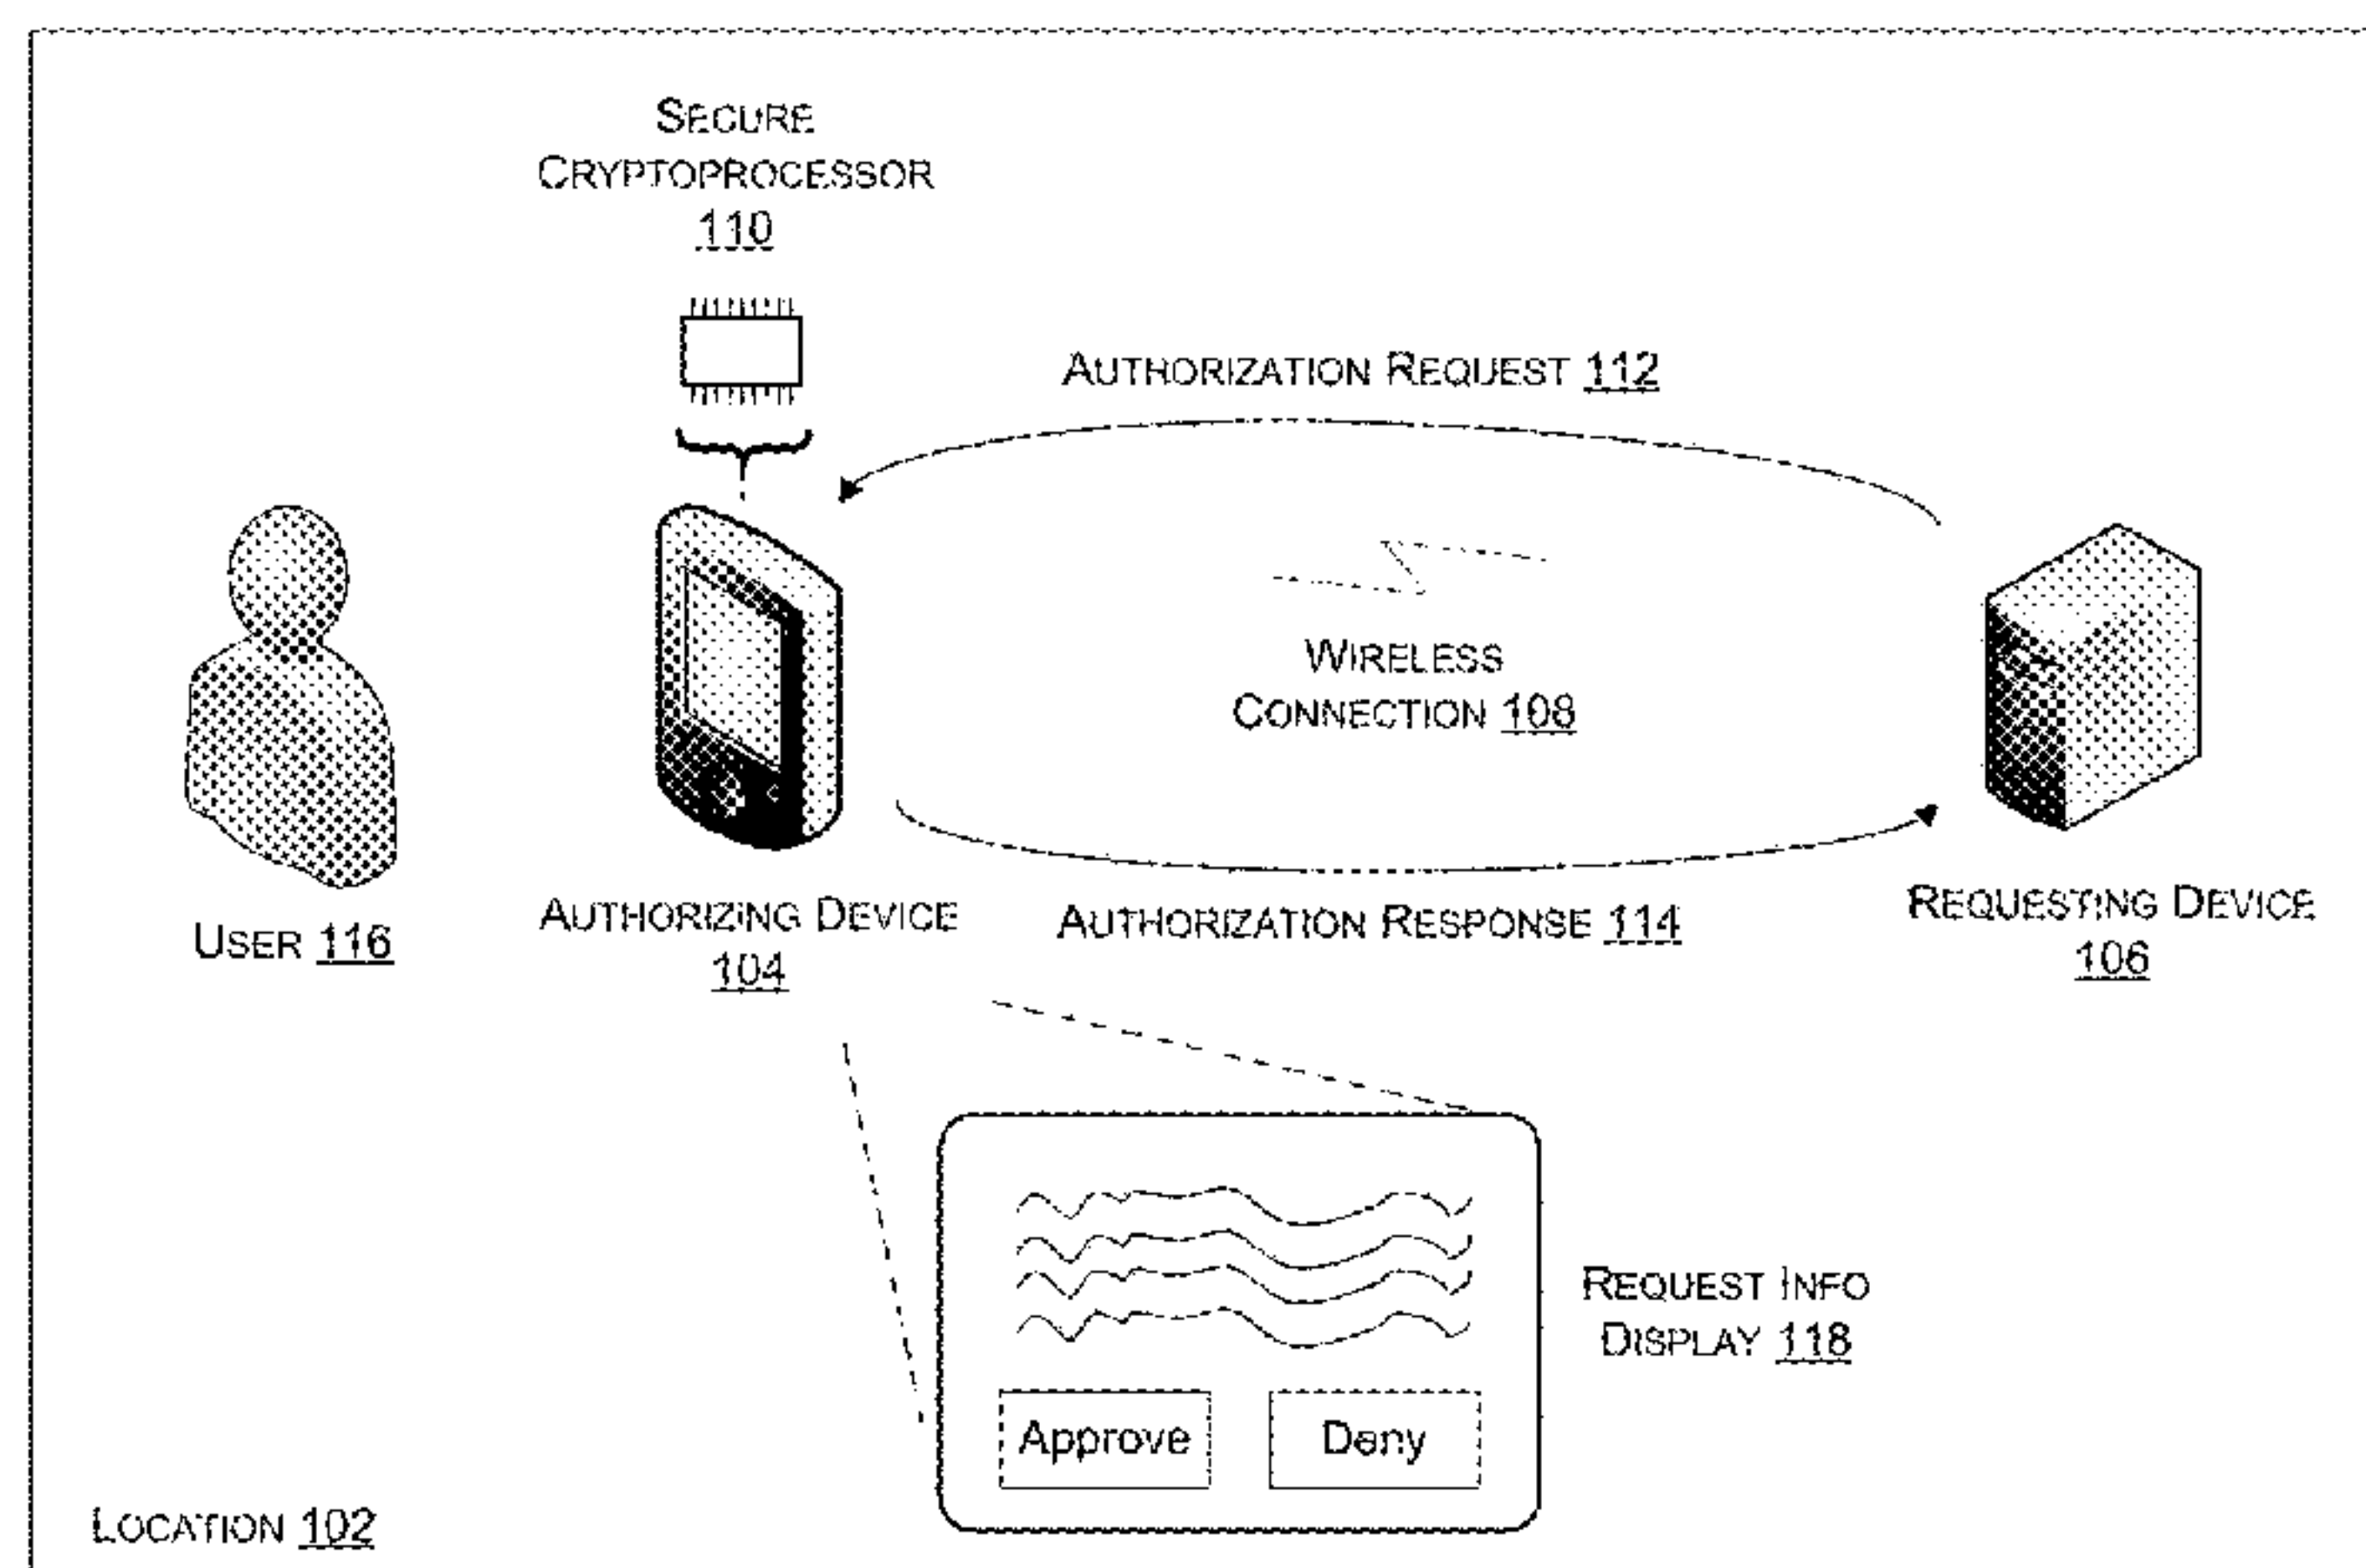 SECURE
CRYPTOPROCESSOR
110
AUTHORIZATION REQUEST 112
WIRELESS
CONNECTION 108
USER 116
AUTHORIZING DEVICE
104
AUTHORIZATION RESPONSE 114
REQUESTING DEVICE
106
REQUEST INFO
DISPLAY 118
Approve
Deny
LOCATION 102